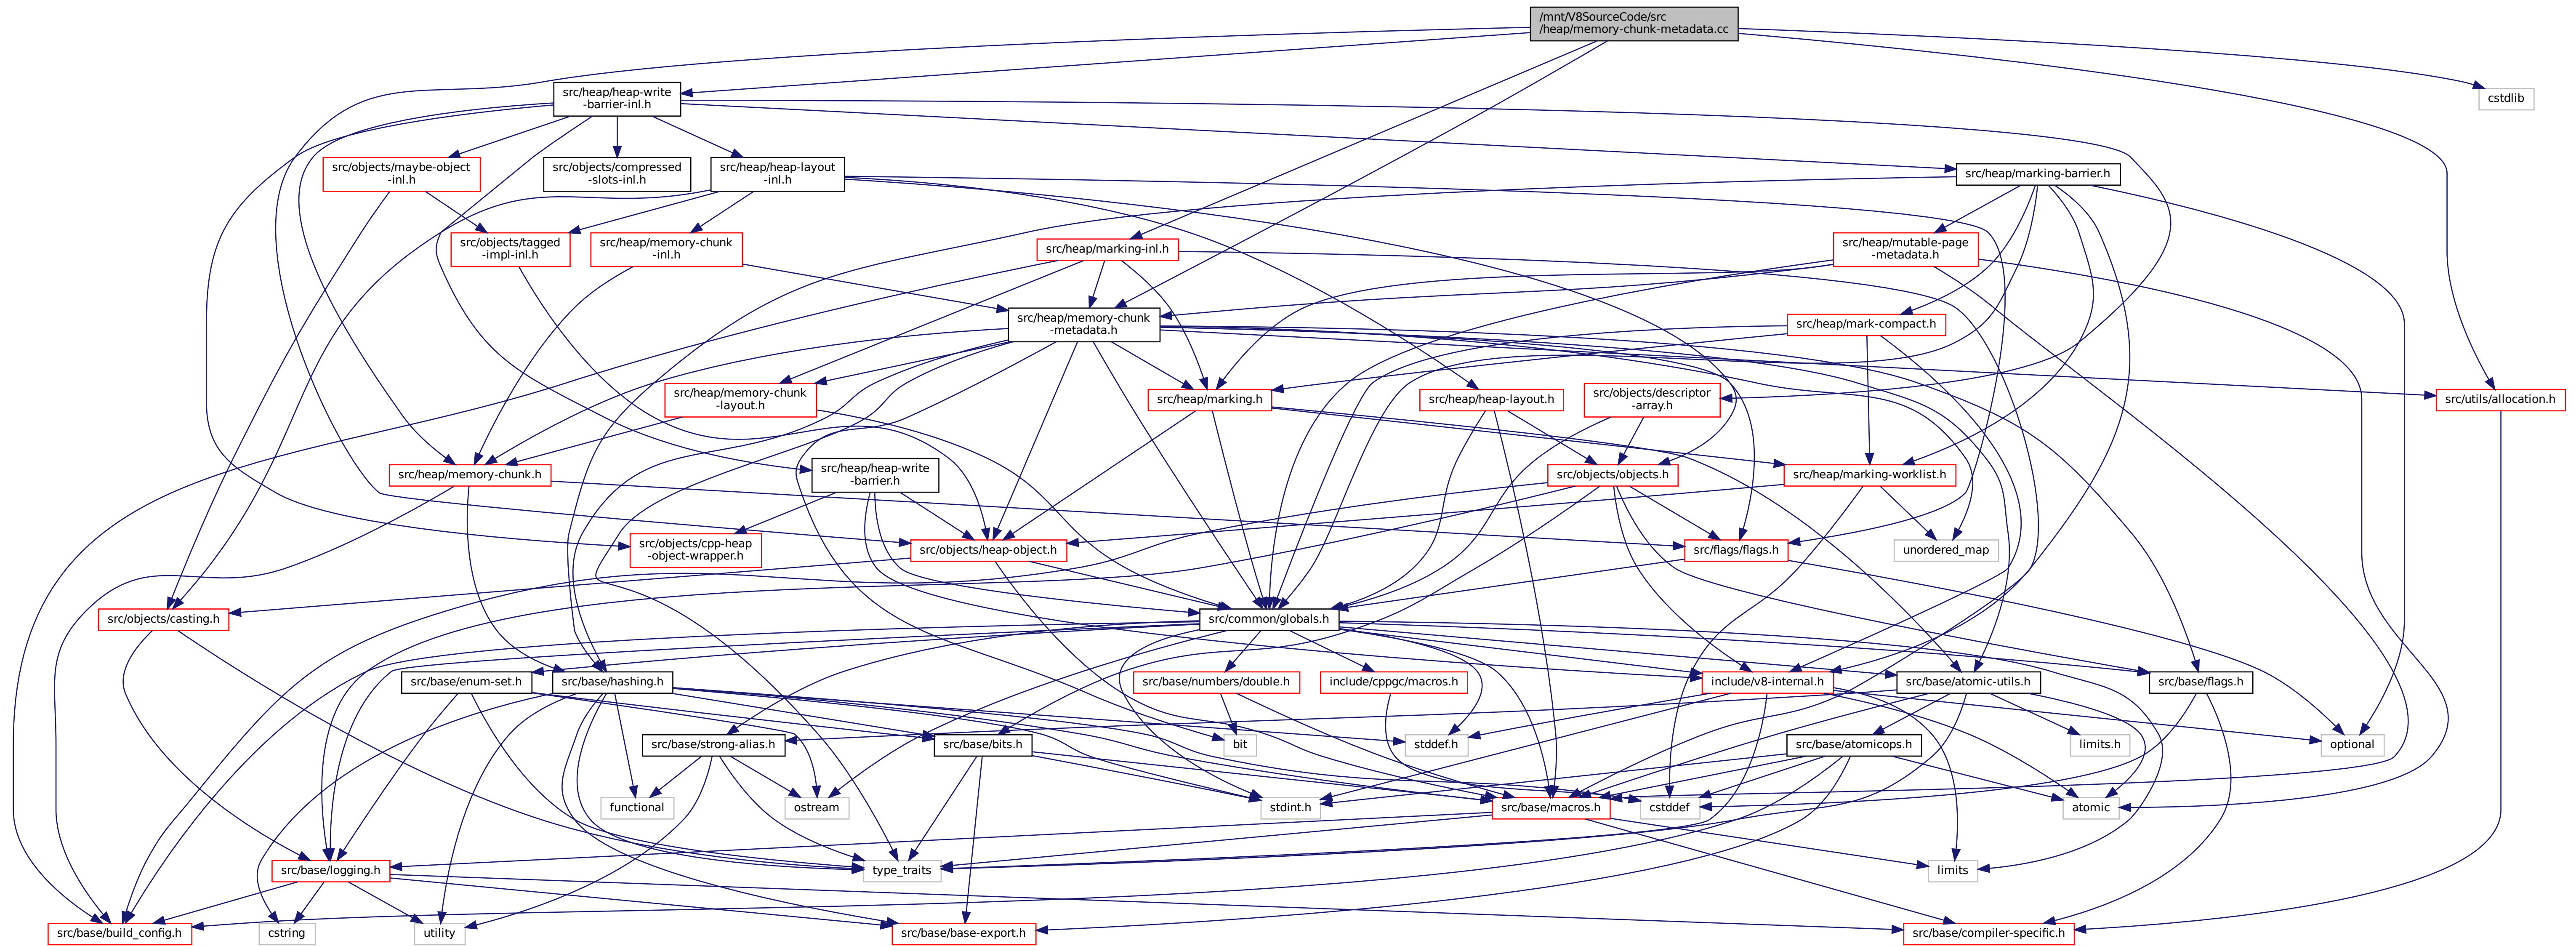 /mnt/V8SourceCode/src
/heap/memory-chunk-metadata.cc
src/heap/heap-write
-barrier-inl.h
cstdlib
src/objects/maybe-object
-inl.h
src/objects/compressed
-slots-inl.h
src/heap/heap-layout
-inl.h
src/heap/marking-barrier.h
src/objects/tagged
-impl-inl.h
src/heap/memory-chunk
-inl.h
src/heap/marking-inl.h
src/heap/mutable-page
-metadata.h
src/heap/memory-chunk
-metadata.h
src/heap/mark-compact.h
src/heap/memory-chunk
-layout.h
src/heap/marking.h
src/heap/heap-layout.h
src/objects/descriptor
-array.h
src/utils/allocation.h
src/heap/memory-chunk.h
src/heap/heap-write
-barrier.h
src/objects/objects.h
src/heap/marking-worklist.h
src/objects/cpp-heap
-object-wrapper.h
src/objects/heap-object.h
src/flags/flags.h
unordered_map
src/objects/casting.h
src/common/globals.h
src/base/enum-set.h
src/base/hashing.h
src/base/numbers/double.h
include/cppgc/macros.h
include/v8-internal.h
src/base/atomic-utils.h
src/base/flags.h
src/base/strong-alias.h
src/base/bits.h
bit
stddef.h
src/base/atomicops.h
limits.h
optional
functional
ostream
stdint.h
src/base/macros.h
cstddef
atomic
src/base/logging.h
type_traits
limits
src/base/build_config.h
cstring
utility
src/base/base-export.h
src/base/compiler-specific.h